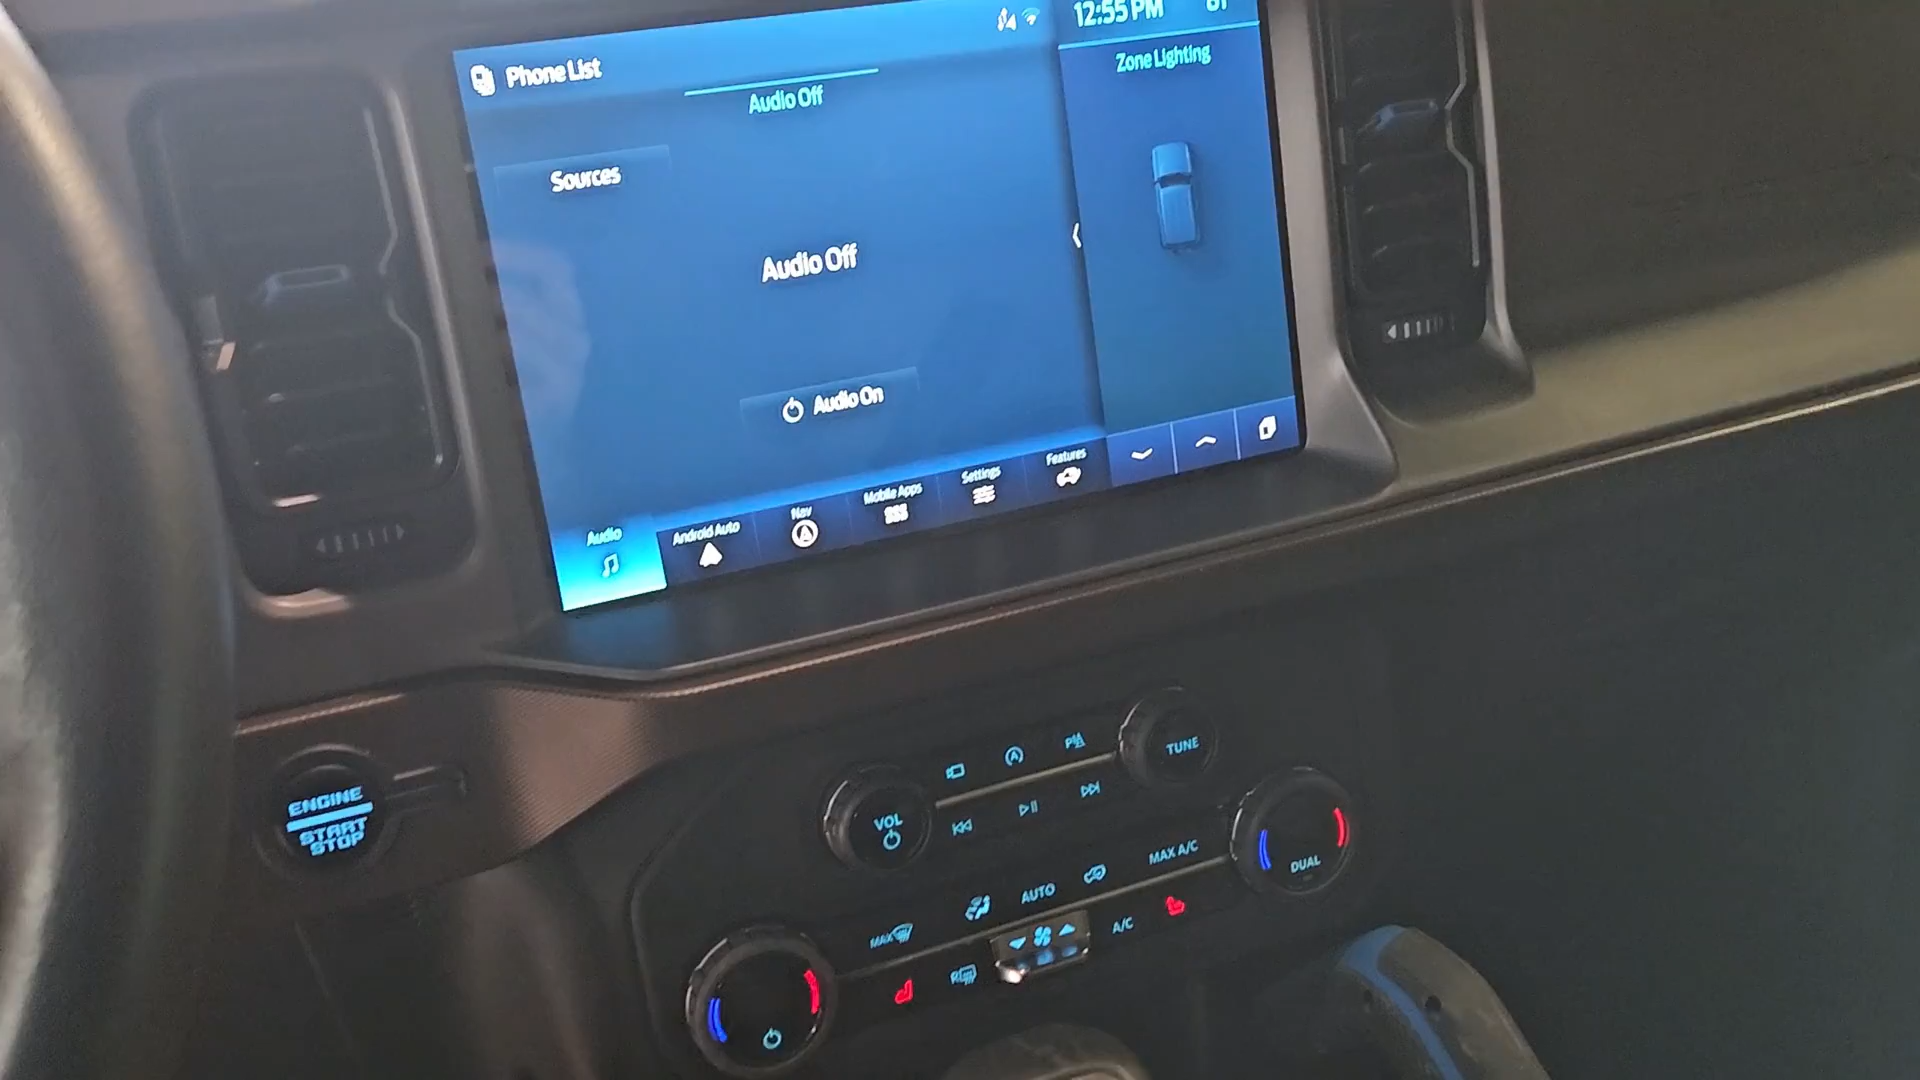 Phone List
12:55 PM
Zone Lighting
Audio Off
Sources
Audio Off
Audio On
Audio
Android Auto
Nav
Mobile Apps
Settings
Features
ENGINE
START
STOP
VOL
TUNE
MAX
AUTO
MAX A/C
DUAL
R
A/C